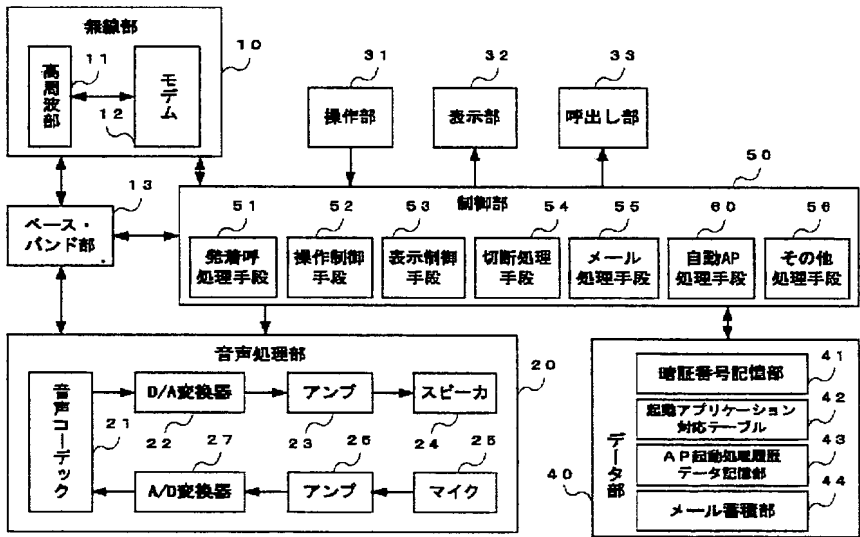 無線部
10
11
高周波部
12
モデム
31
操作部
32
表示部
33
呼出し部
13
ベース・
バンド部
50
制御部
51
発着呼
処理手段
52
操作制御
手段
53
表示制御
手段
54
切断処理
手段
55
メール
処理手段
60
自動AP
処理手段
56
その他
処理手段
音声処理部
20
音声コーデック
21
D/A変換器
22
アンプ
23
スピーカ
24
A/D変換器
27
アンプ
26
マイク
25
データ部
40
暗証番号記憶部
41
起動アプリケーション
対応テーブル
42
AP起動処理履歴
データ記憶部
43
メール蓄積部
44